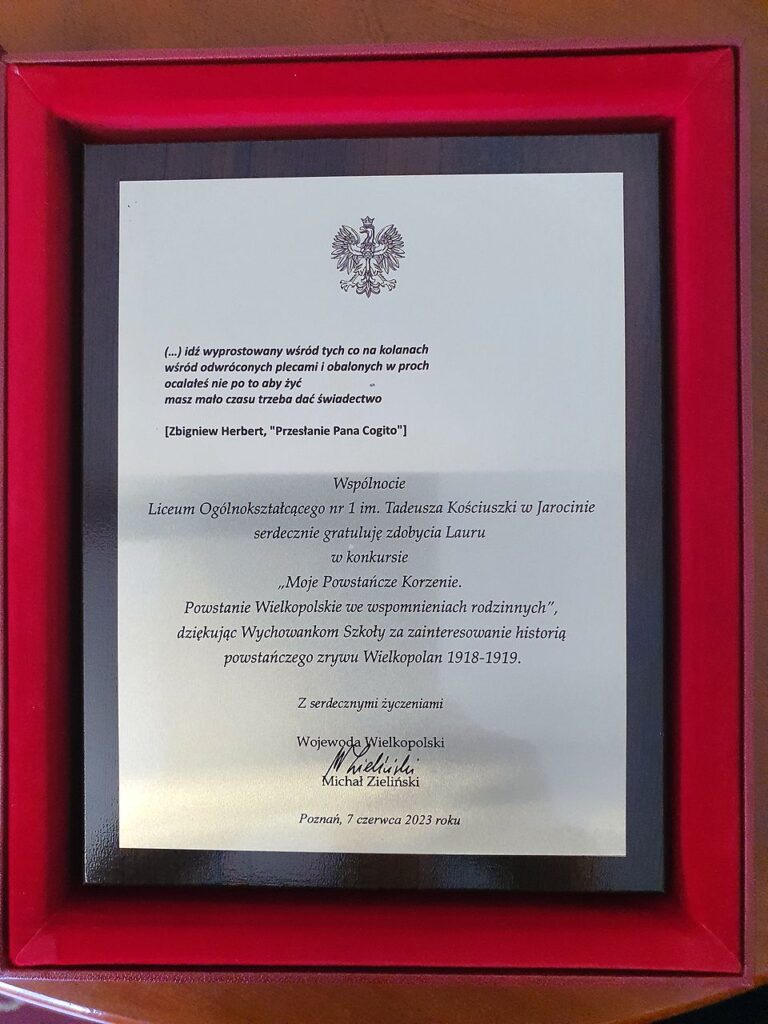 (...) idź wyprostowany wśród tych co na kolanach
wśród odwróconych plecami i obalonych w proch
ocalałeś nie po to aby żyć
masz mało czasu trzeba dać świadectwo
[Zbigniew Herbert, "Przesłanie Pana Cogito"]
Wspólnocie
Liceum Ogólnokształcącego nr 1 im. Tadeusza Kościuszki w Jarocinie
serdecznie gratuluję zdobycia Lauru
w konkursie
„Moje Powstańcze Korzenie.
Powstanie Wielkopolskie we wspomnieniach rodzinnych”,
dziękując Wychowankom Szkoły za zainteresowanie historią
powstańczego zrywu Wielkopolan 1918-1919.
Z serdecznymi życzeniami
Wojewoda Wielkopolski
M Zieliński
Michał Zieliński
Poznań, 7 czerwca 2023 roku